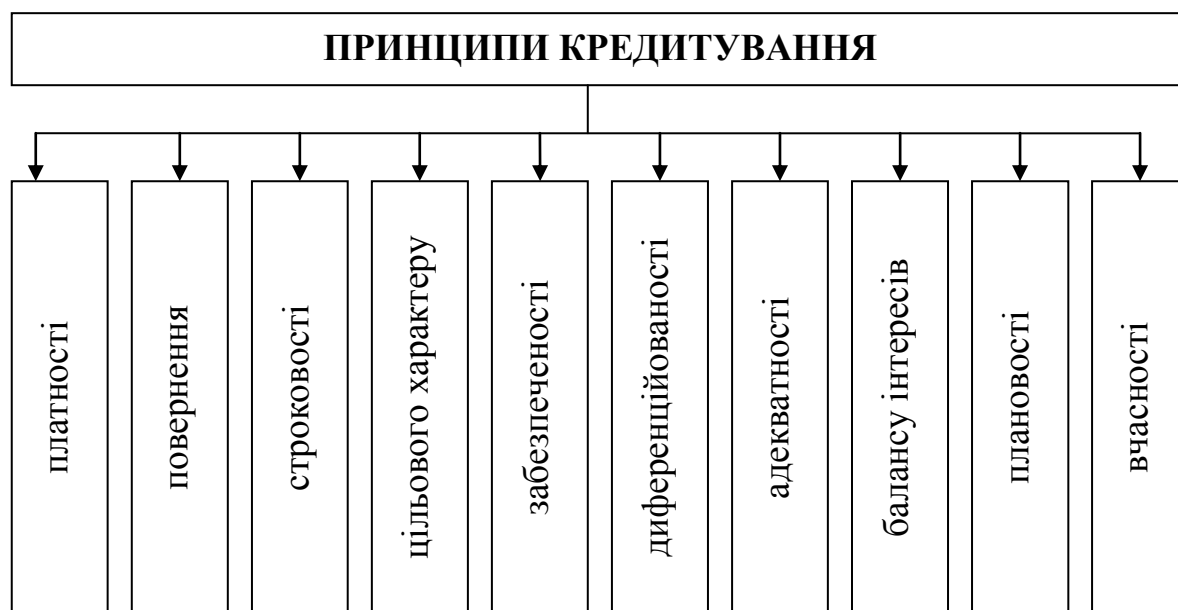 ПРИНЦИПИ КРЕДИТУВАННЯ
платності
повернення
строковості
цільового характеру
забезпеченості
диференційованості
адекватності
балансу інтересів
плановості
вчасності